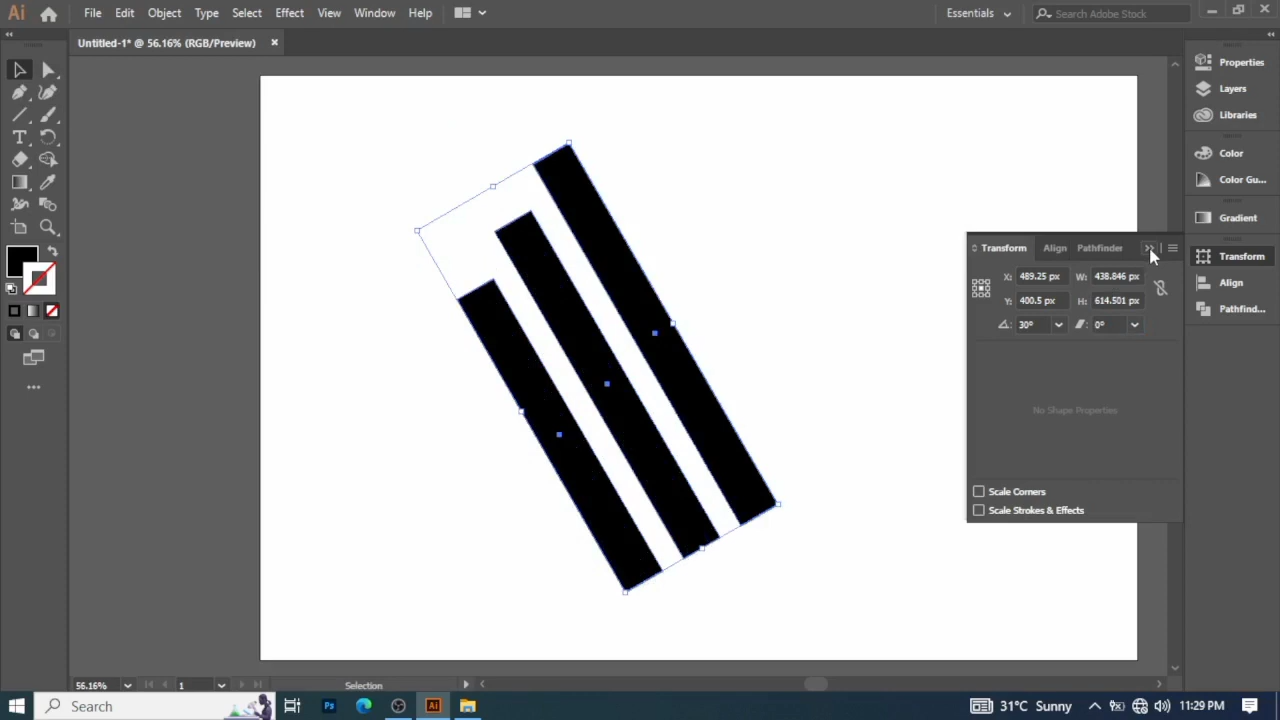 Ai File Edit Object Type Select Effect View Window Help Essentials Search Adobe Stock
Untitled-1* @ 56.16% (RGB/Preview)
Properties
Layers
Libraries
Color
Color Gu...
Gradient
Transform
Align
Pathfind...
Transform Align Pathfinder
X: 489.25 px W: 438.846 px
Y: 400.5 px H: 614.501 px
30° 0°
No Shape Properties
Scale Corners
Scale Strokes & Effects
T
56.16% 1 Selection
Search Ps Ai 31°C Sunny 11:29 PM